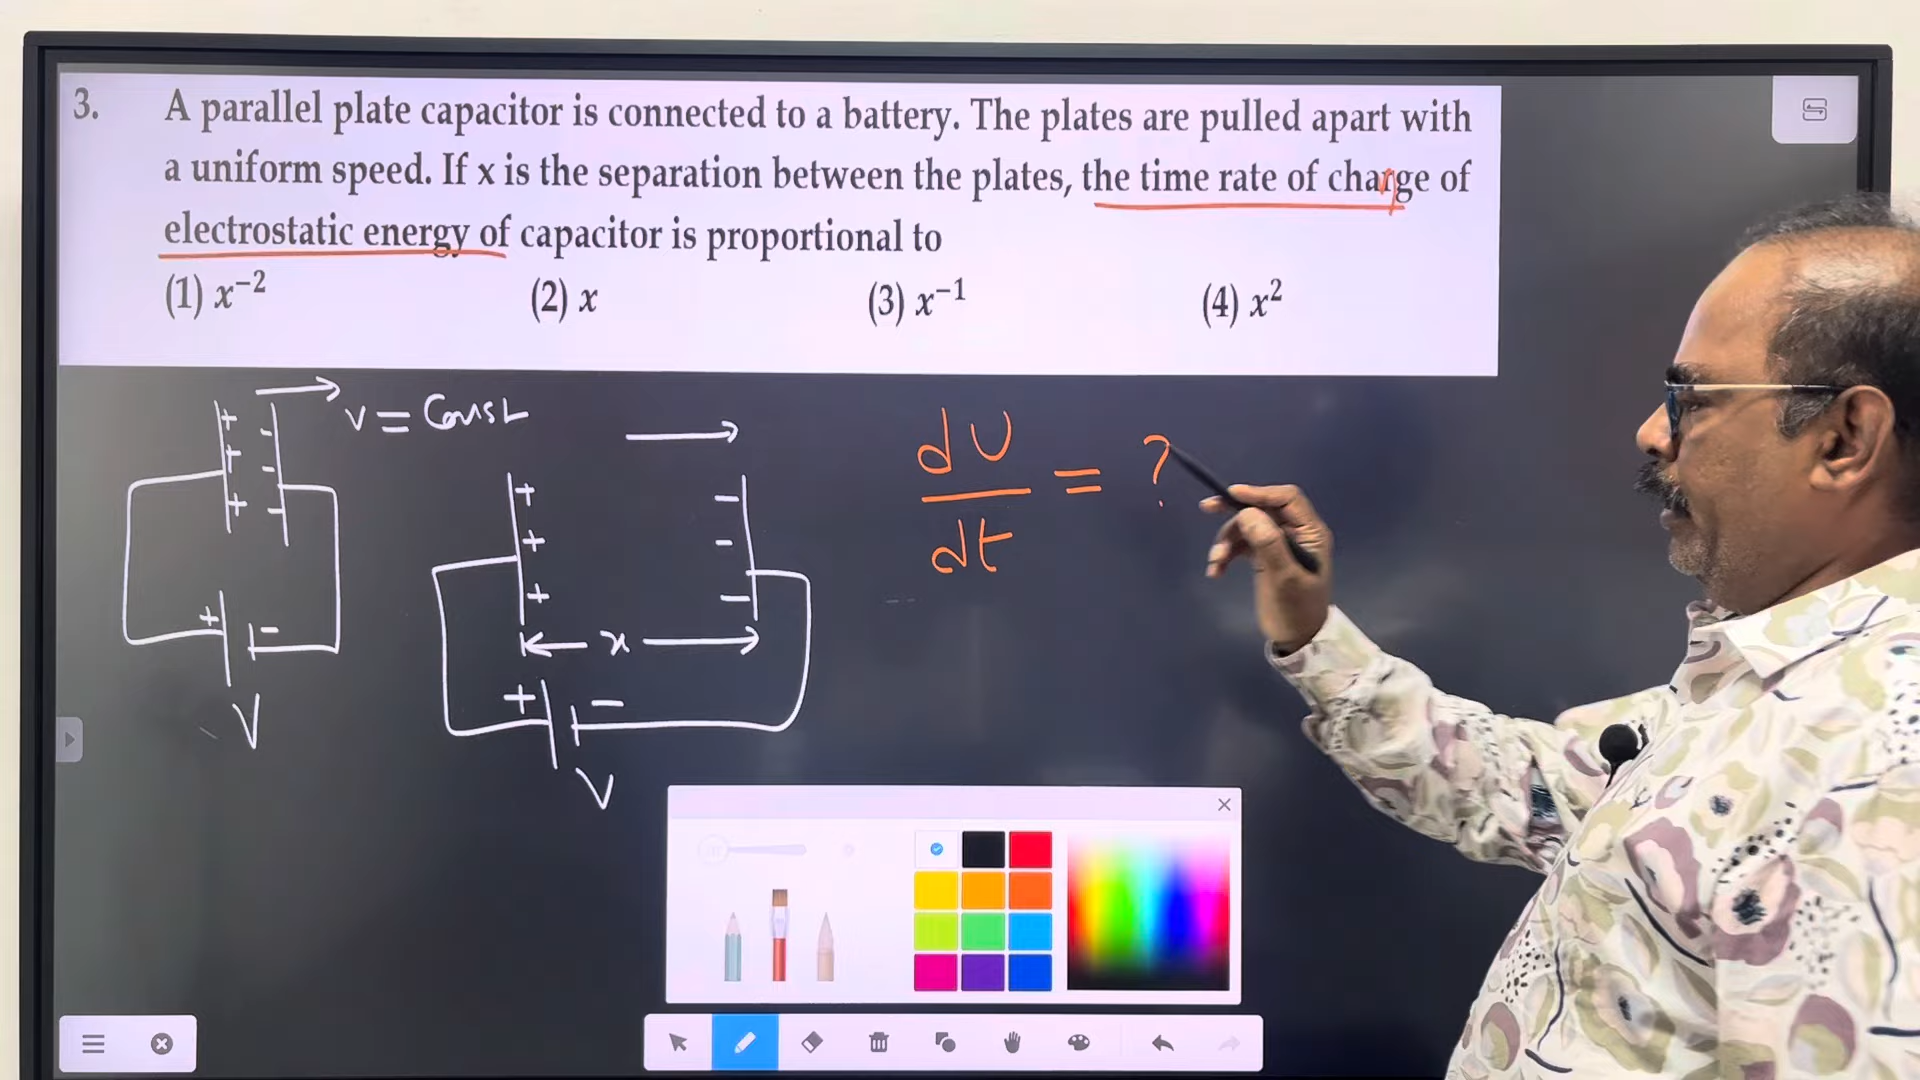 3. A parallel plate capacitor is connected to a battery. The plates are pulled apart with
a uniform speed. If x is the separation between the plates, the time rate of change of
electrostatic energy of capacitor is proportional to
(1) x⁻² (2) x (3) x⁻¹ (4) x²
v = Const
+ -
+ -
+ -
+ -
V
+ -
+ -
+ -
x
+ -
V
dU/dt = ?